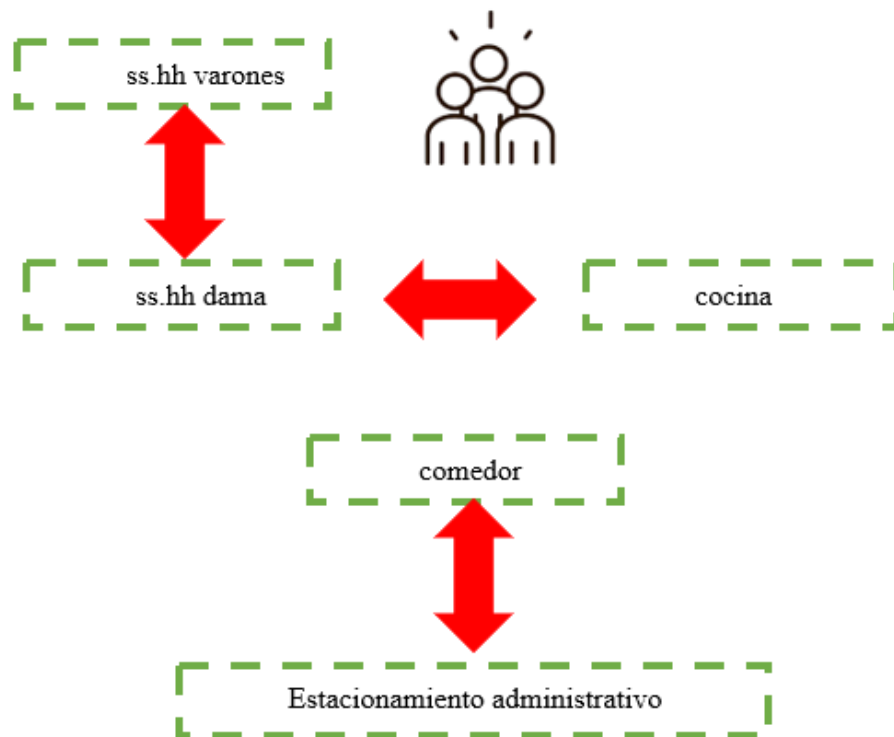 ss.hh varones
ss.hh dama
cocina
comedor
Estacionamiento administrativo